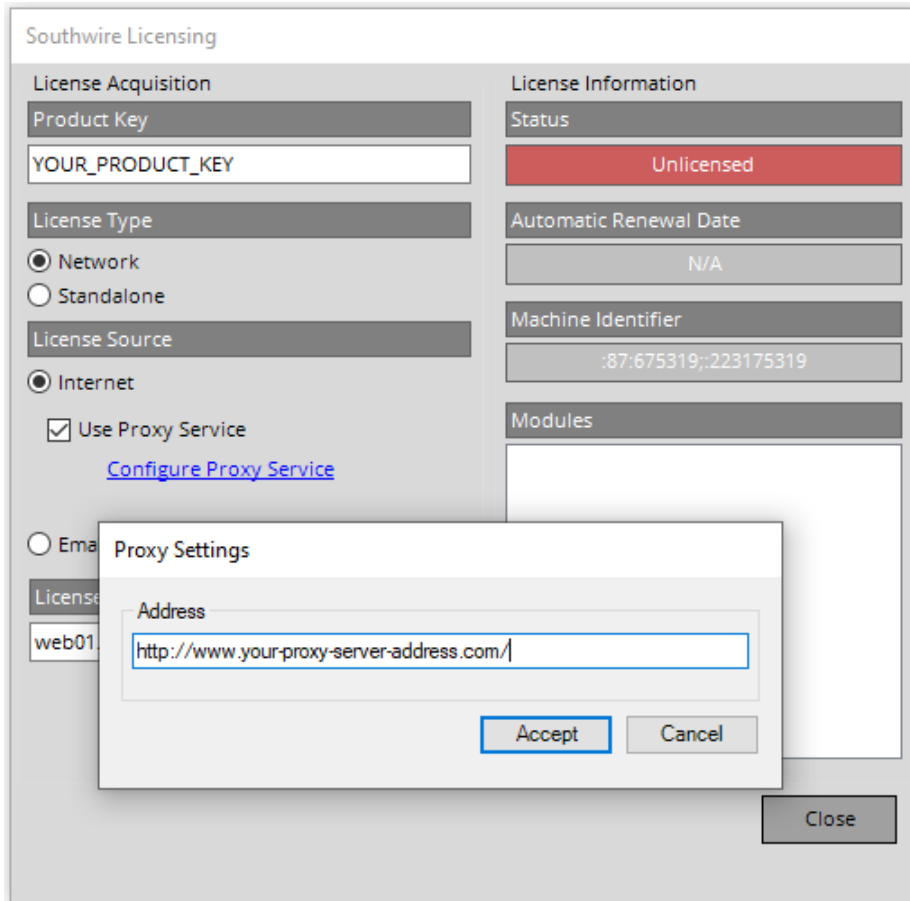 Southwire Licensing
License Acquisition
Product Key
YOUR_PRODUCT_KEY
License Type
Network
Standalone
License Source
Internet
Use Proxy Service
Configure Proxy Service
License
web01.
License Information
Status
Unlicensed
Automatic Renewal Date
N/A
Machine Identifier
:87:675319;:223175319
Modules
Proxy Settings
Address
http://www.your-proxy-server-address.com/
Accept
Cancel
Close